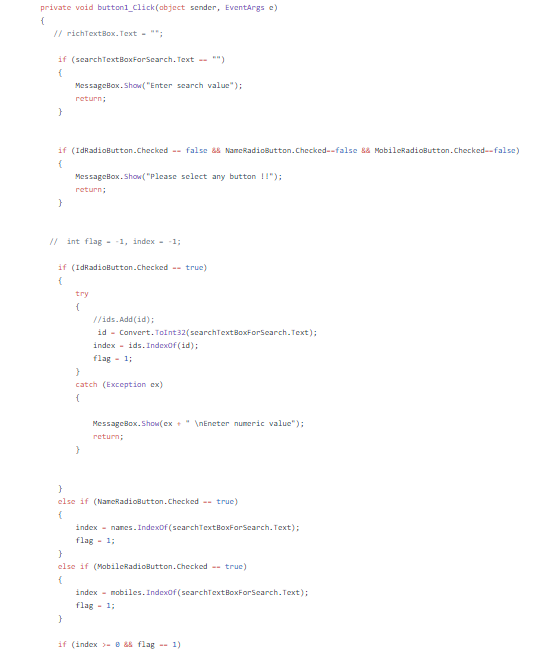 private void button1_Click(object sender, EventArgs e)
{
// richTextBox.Text = "";
if (searchTextBoxForSearch.Text == "")
{
MessageBox.Show("Enter search value");
return;
}
if (IdRadioButton.Checked == false && NameRadioButton.Checked==false && MobileRadioButton.Checked==false)
{
MessageBox.Show("Please select any button !!");
return;
}
// int flag = -1, index = -1;
if (IdRadioButton.Checked == true)
{
try
{
//ids.Add(id);
id = Convert.ToInt32(searchTextBoxForSearch.Text);
index = ids.IndexOf(id);
flag = 1;
}
catch (Exception ex)
{
MessageBox.Show(ex + " \nEneter numeric value");
return;
}
}
else if (NameRadioButton.Checked == true)
{
index = names.IndexOf(searchTextBoxForSearch.Text);
flag = 1;
}
else if (MobileRadioButton.Checked == true)
{
index = mobiles.IndexOf(searchTextBoxForSearch.Text);
flag = 1;
}
if (index >= 0 && flag == 1)